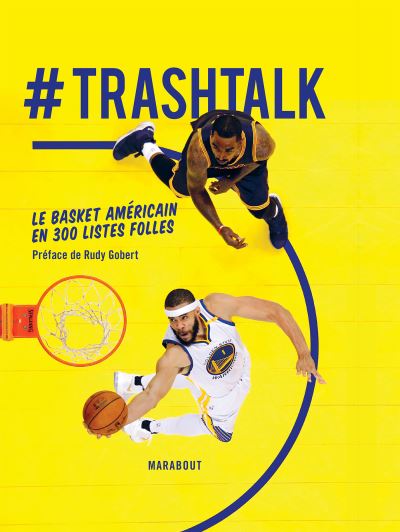 #TRASHTALK
LE BASKET AMÉRICAIN
EN 300 LISTES FOLLES
Préface de Rudy Gobert
MARABOUT